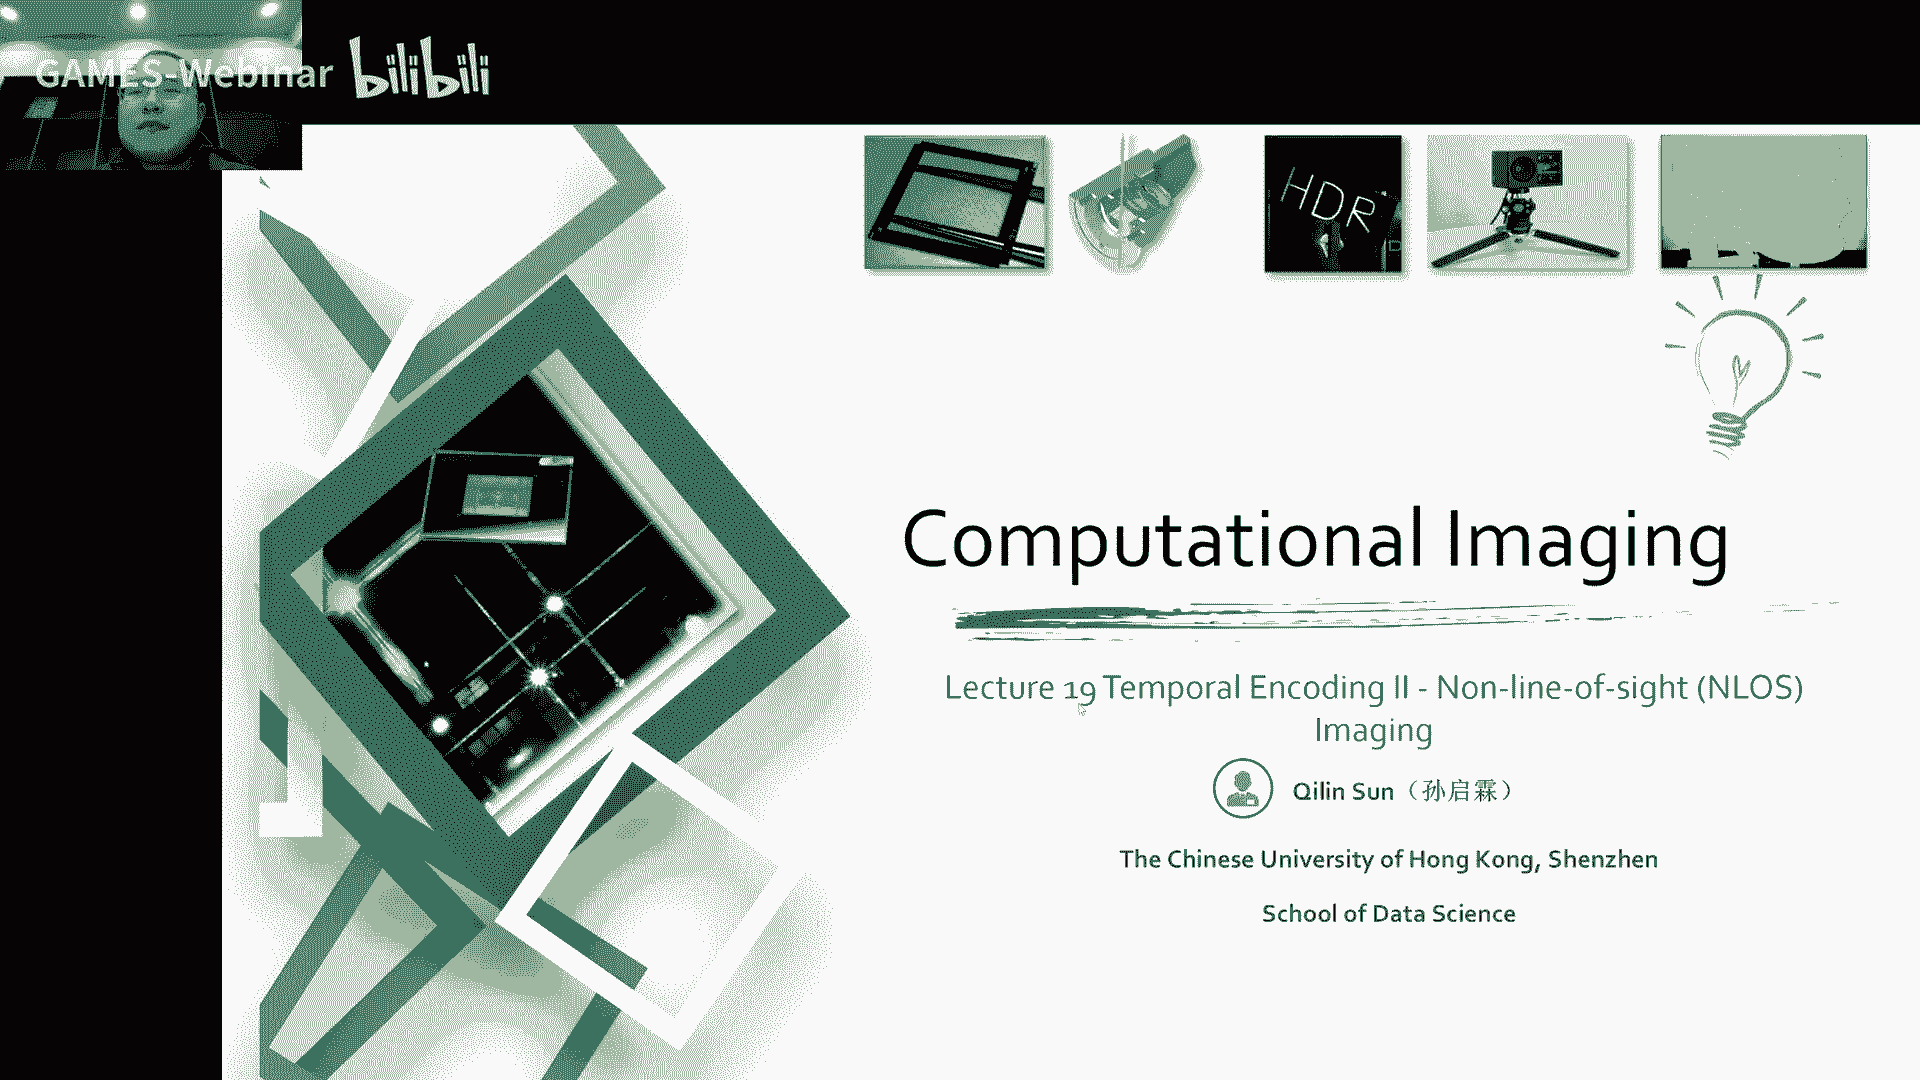 GAMES-Webinar
bilibili
HDR
Computational Imaging
Lecture 19 Temporal Encoding II - Non-line-of-sight (NLOS)
Imaging
Qilin Sun（孙启霖）
The Chinese University of Hong Kong, Shenzhen
School of Data Science